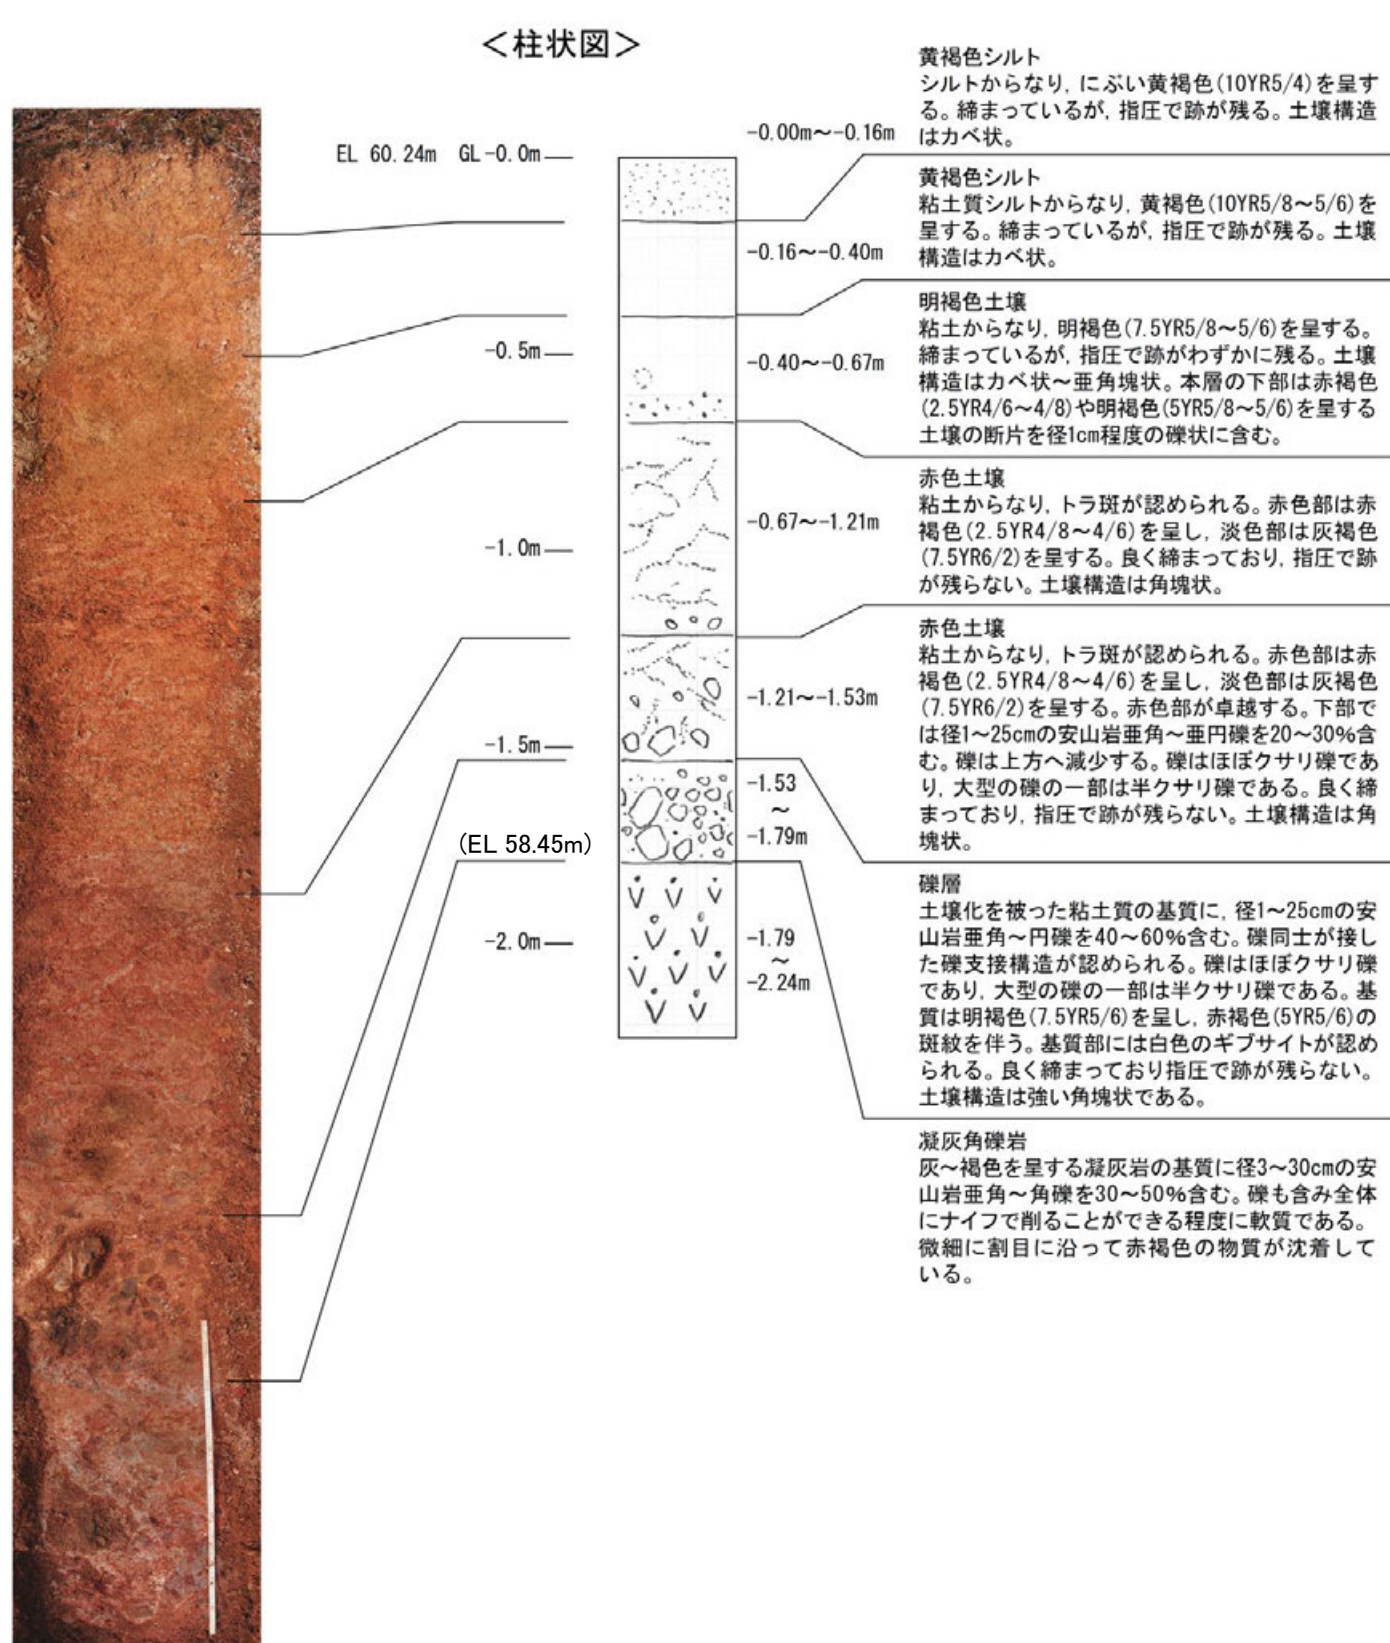 ＜柱状図＞
EL 60.24m GL-0.0m
-0.5m
-1.0m
-1.5m
(EL 58.45m)
-2.0m
-0.00m～-0.16m
-0.16～-0.40m
-0.40～-0.67m
-0.67～-1.21m
-1.21～-1.53m
-1.53
～
-1.79m
-1.79
～
-2.24m
黄褐色シルト
シルトからなり，にぶい黄褐色(10YR5/4)を呈す
る。締まっているが，指圧で跡が残る。土壌構造
はカベ状。
黄褐色シルト
粘土質シルトからなり，黄褐色(10YR5/8～5/6)を
呈する。締まっているが，指圧で跡が残る。土壌
構造はカベ状。
明褐色土壌
粘土からなり，明褐色(7.5YR5/8～5/6)を呈する。
締まっているが，指圧で跡がわずかに残る。土壌
構造はカベ状～亜角塊状。本層の下部は赤褐色
(2.5YR4/6～4/8)や明褐色(5YR5/8～5/6)を呈する
土壌の断片を径1cm程度の礫状に含む。
赤色土壌
粘土からなり，トラ斑が認められる。赤色部は赤
褐色(2.5YR4/8～4/6)を呈し，淡色部は灰褐色
(7.5YR6/2)を呈する。良く締まっており，指圧で跡
が残らない。土壌構造は角塊状。
赤色土壌
粘土からなり，トラ斑が認められる。赤色部は赤
褐色(2.5YR4/8～4/6)を呈し，淡色部は灰褐色
(7.5YR6/2)を呈する。赤色部が卓越する。下部で
は径1～25cmの安山岩亜角～亜円礫を20～30%含
む。礫は上方へ減少する。礫はほぼクサリ礫であ
り，大型の礫の一部は半クサリ礫である。良く締
まっており，指圧で跡が残らない。土壌構造は角
塊状。
礫層
土壌化を被った粘土質の基質に，径1～25cmの安
山岩亜角～円礫を40～60%含む。礫同士が接し
た礫支接構造が認められる。礫はほぼクサリ礫
であり，大型の礫の一部は半クサリ礫である。基
質は明褐色(7.5YR5/6)を呈し，赤褐色(5YR5/6)の
斑紋を伴う。基質部には白色のギブサイトが認め
られる。良く締まっており指圧で跡が残らない。
土壌構造は強い角塊状である。
凝灰角礫岩
灰～褐色を呈する凝灰岩の基質に径3～30cmの安
山岩亜角～角礫を30～50%含む。礫も含み全体
にナイフで削ることができる程度に軟質である。
微細に割目に沿って赤褐色の物質が沈着して
いる。